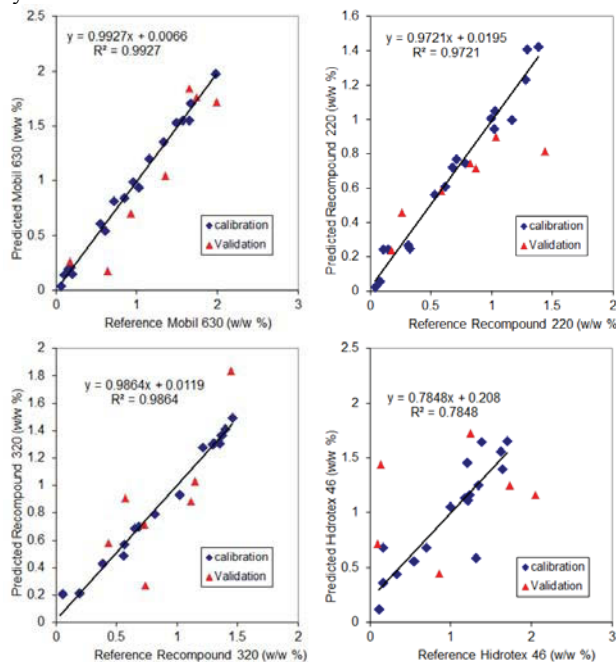 y = 0.9927x + 0.0066
R² = 0.9927
Predicted Mobil 630 (w/w %)
2.5
2
1.5
1
0.5
0
calibration
Validation
0 1 2 3
Reference Mobil 630 (w/w %)
y = 0.9721x + 0.0195
R² = 0.9721
Predicted Recompound 220 (w/w %)
1.6
1.4
1.2
1
0.8
0.6
0.4
0.2
0
calibration
Validation
0 0.5 1 1.5 2
Reference Recompound 220 (w/w %)
y = 0.9864x + 0.0119
R² = 0.9864
Predicted Recompound 320 (w/w %)
2
1.8
1.6
1.4
1.2
1
0.8
0.6
0.4
0.2
0
calibration
Validation
0 0.5 1 1.5 2
Reference Recompound 320 (w/w %)
y = 0.7848x + 0.208
R² = 0.7848
Predicted Hidrotex 46 (w/w %)
2.5
2
1.5
1
0.5
0
calibration
Validation
0 1 2 3
Reference Hidrotex 46 (w/w %)